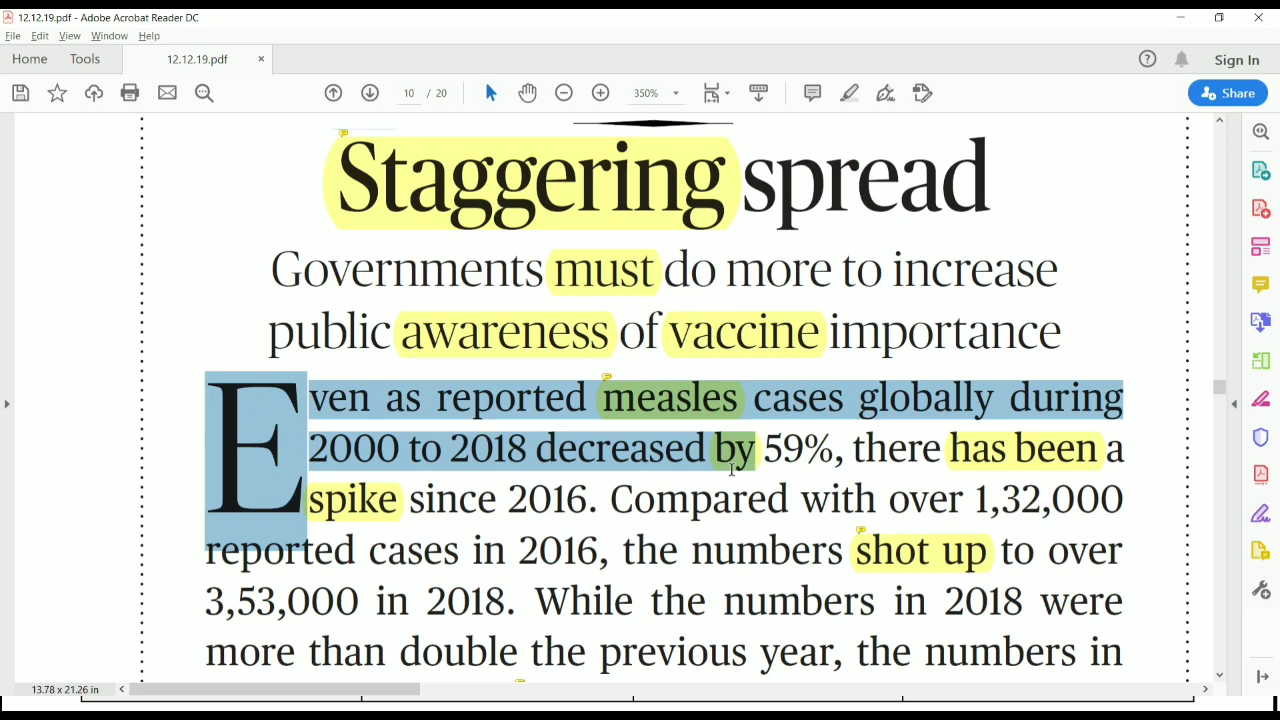 12.12.19.pdf - Adobe Acrobat Reader DC
File Edit View Window Help
Home Tools 12.12.19.pdf × Sign In
10 / 20 350% Share
Staggering spread
Governments must do more to increase
public awareness of vaccine importance
Even as reported measles cases globally during
2000 to 2018 decreased by 59%, there has been a
spike since 2016. Compared with over 1,32,000
reported cases in 2016, the numbers shot up to over
3,53,000 in 2018. While the numbers in 2018 were
more than double the previous year, the numbers in
13.78 x 21.26 in